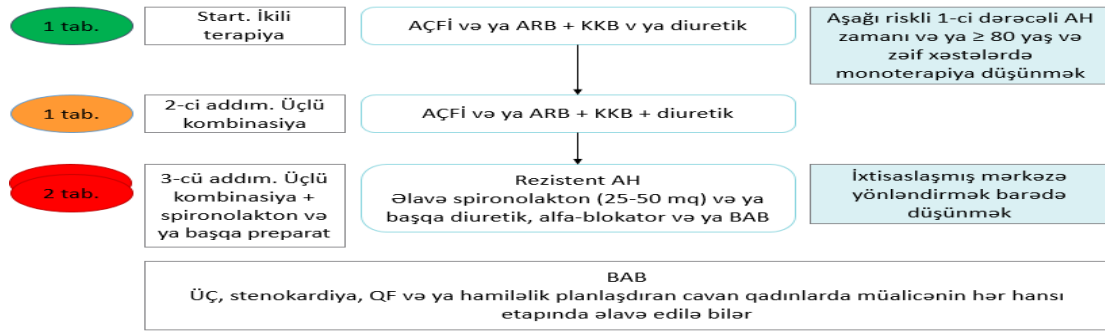 1 tab.
Start. İkili
terapiya
AÇFİ və ya ARB + KKB v ya diuretik
Aşağı riskli 1-ci dərəcəli AH
zamanı və ya ≥ 80 yaş və
zəif xəstələrdə
monoterapiya düşünmək
1 tab.
2-ci addım. Üçlü
kombinasiya
AÇFİ və ya ARB + KKB + diuretik
2 tab.
3-cü addım. Üçlü
kombinasiya +
spironolakton və
ya başqa preparat
Rezistent AH
Əlavə spironolakton (25-50 mq) və ya
başqa diuretik, alfa-blokator və ya BAB
İxtisaslaşmış mərkəzə
yönləndirmək barədə
düşünmək
BAB
ÜÇ, stenokardiya, QF və ya hamiləlik planlaşdıran cavan qadınlarda müalicənin hər hansı
etapında əlavə edilə bilər